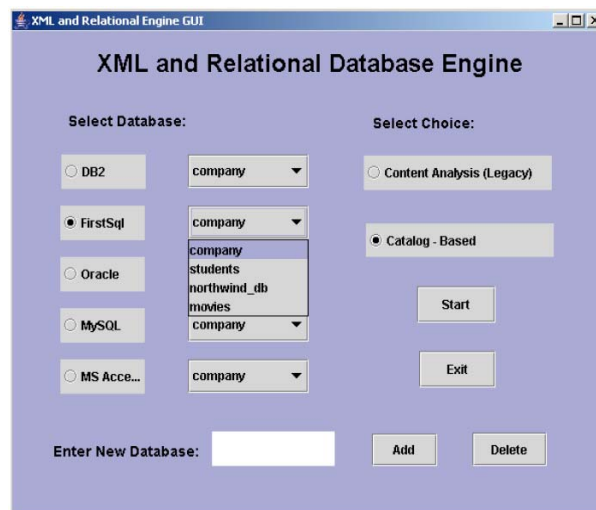 XML and Relational Engine GUI
XML and Relational Database Engine
Select Database:
Select Choice:
DB2
company
Content Analysis (Legacy)
FirstSql
company
Catalog - Based
company
students
northwind_db
movies
Oracle
Start
MySQL
company
MS Acce...
company
Exit
Enter New Database:
Add
Delete